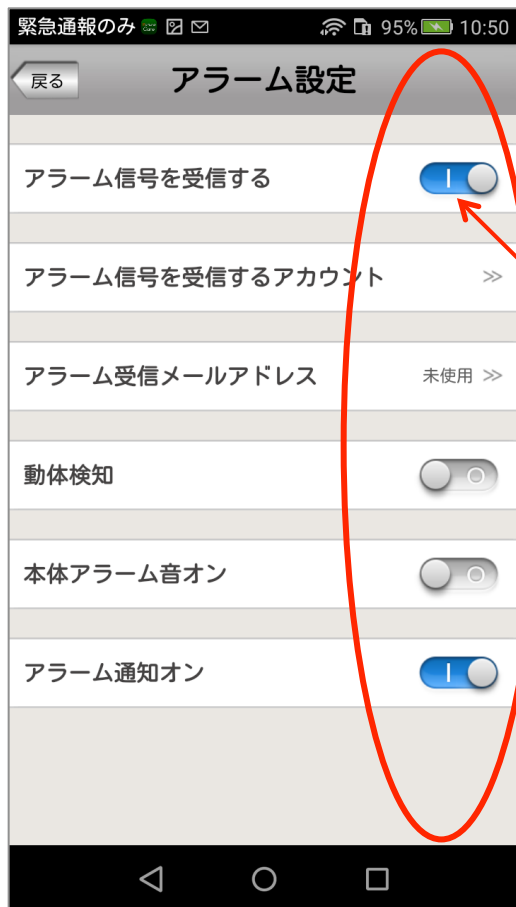 緊急通報のみ 95% 10:50
戻る アラーム設定
アラーム信号を受信する
アラーム信号を受信するアカウント >>
アラーム受信メールアドレス 未使用 >>
動体検知
本体アラーム音オン
アラーム通知オン